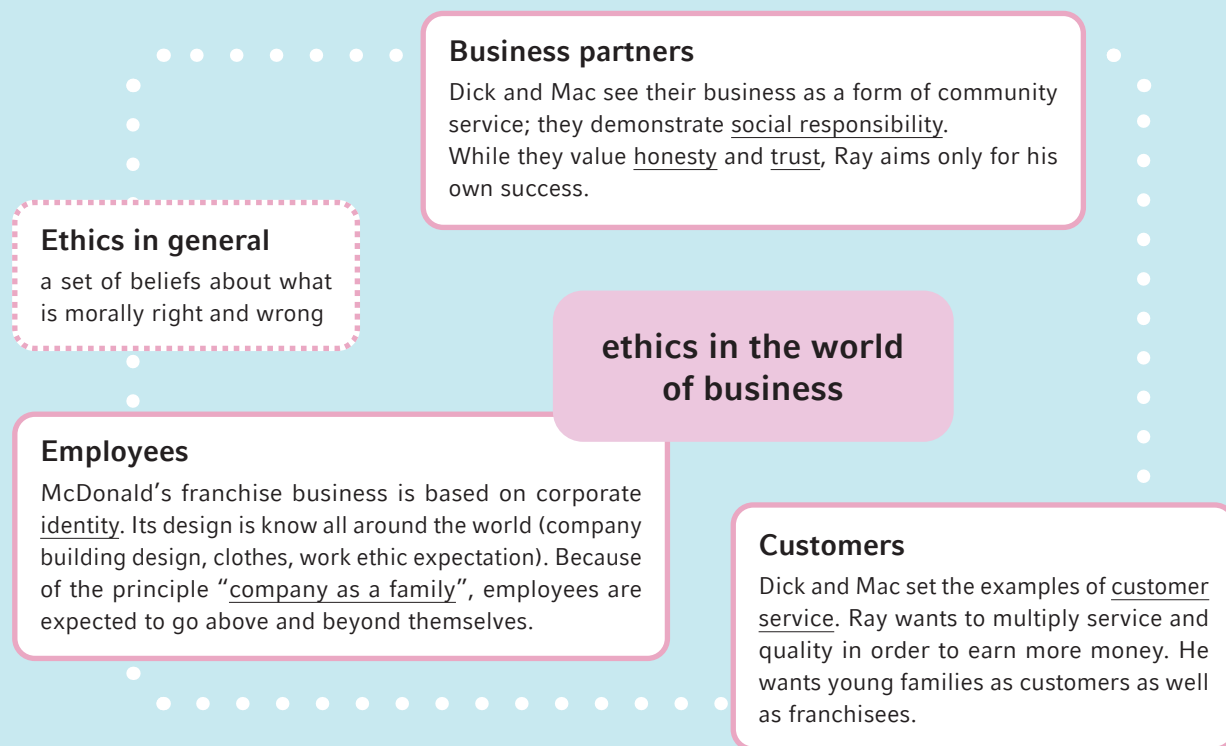 Business partners
Dick and Mac see their business as a form of community
service; they demonstrate social responsibility.
While they value honesty and trust, Ray aims only for his
own success.
Ethics in general
a set of beliefs about what
is morally right and wrong
ethics in the world
of business
Employees
McDonald’s franchise business is based on corporate
identity. Its design is know all around the world (company
building design, clothes, work ethic expectation). Because
of the principle “company as a family”, employees are
expected to go above and beyond themselves.
Customers
Dick and Mac set the examples of customer
service. Ray wants to multiply service and
quality in order to earn more money. He
wants young families as customers as well
as franchisees.